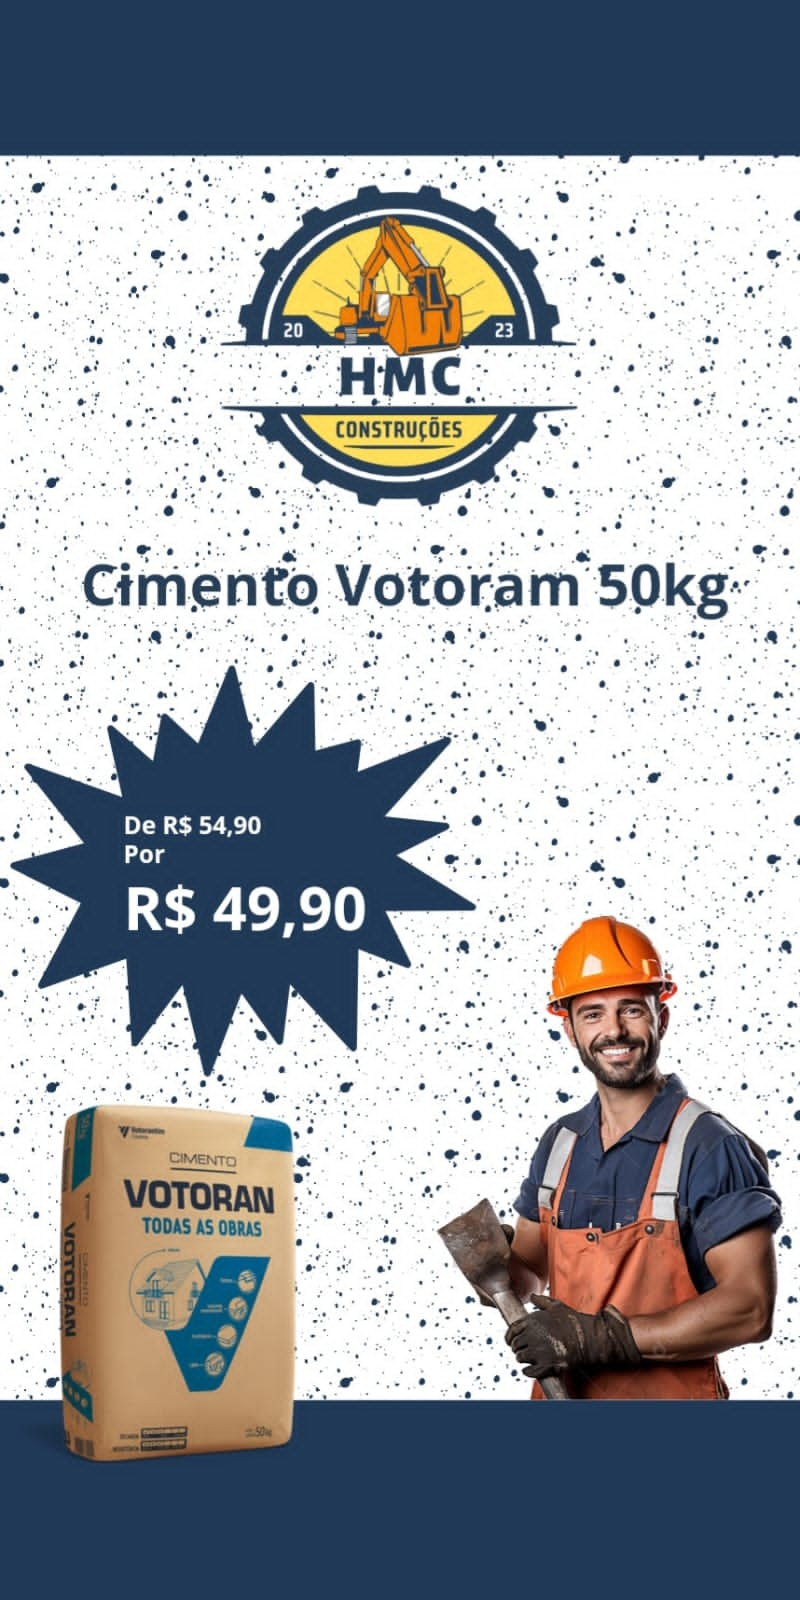 20 23
HMC
CONSTRUÇÕES
Cimento Votoram 50kg
De R$ 54,90
Por
R$ 49,90
Votorantim
CIMENTO
VOTORAN
TODAS AS OBRAS
VOTORAN
CIMENTO
50kg